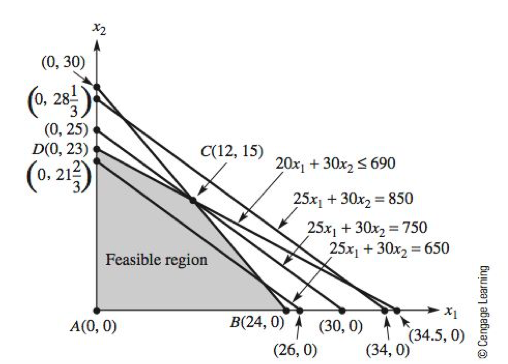 x₂
(0, 30)
(0, 28 1/3)
(0, 25)
D(0, 23)
(0, 21 2/3)
C(12, 15)
20x₁ + 30x₂ ≤ 690
25x₁ + 30x₂ = 850
25x₁ + 30x₂ = 750
25x₁ + 30x₂ = 650
Feasible region
x₁
A(0, 0)
B(24, 0)
(26, 0)
(30, 0)
(34, 0)
(34.5, 0)
© Cengage Learning